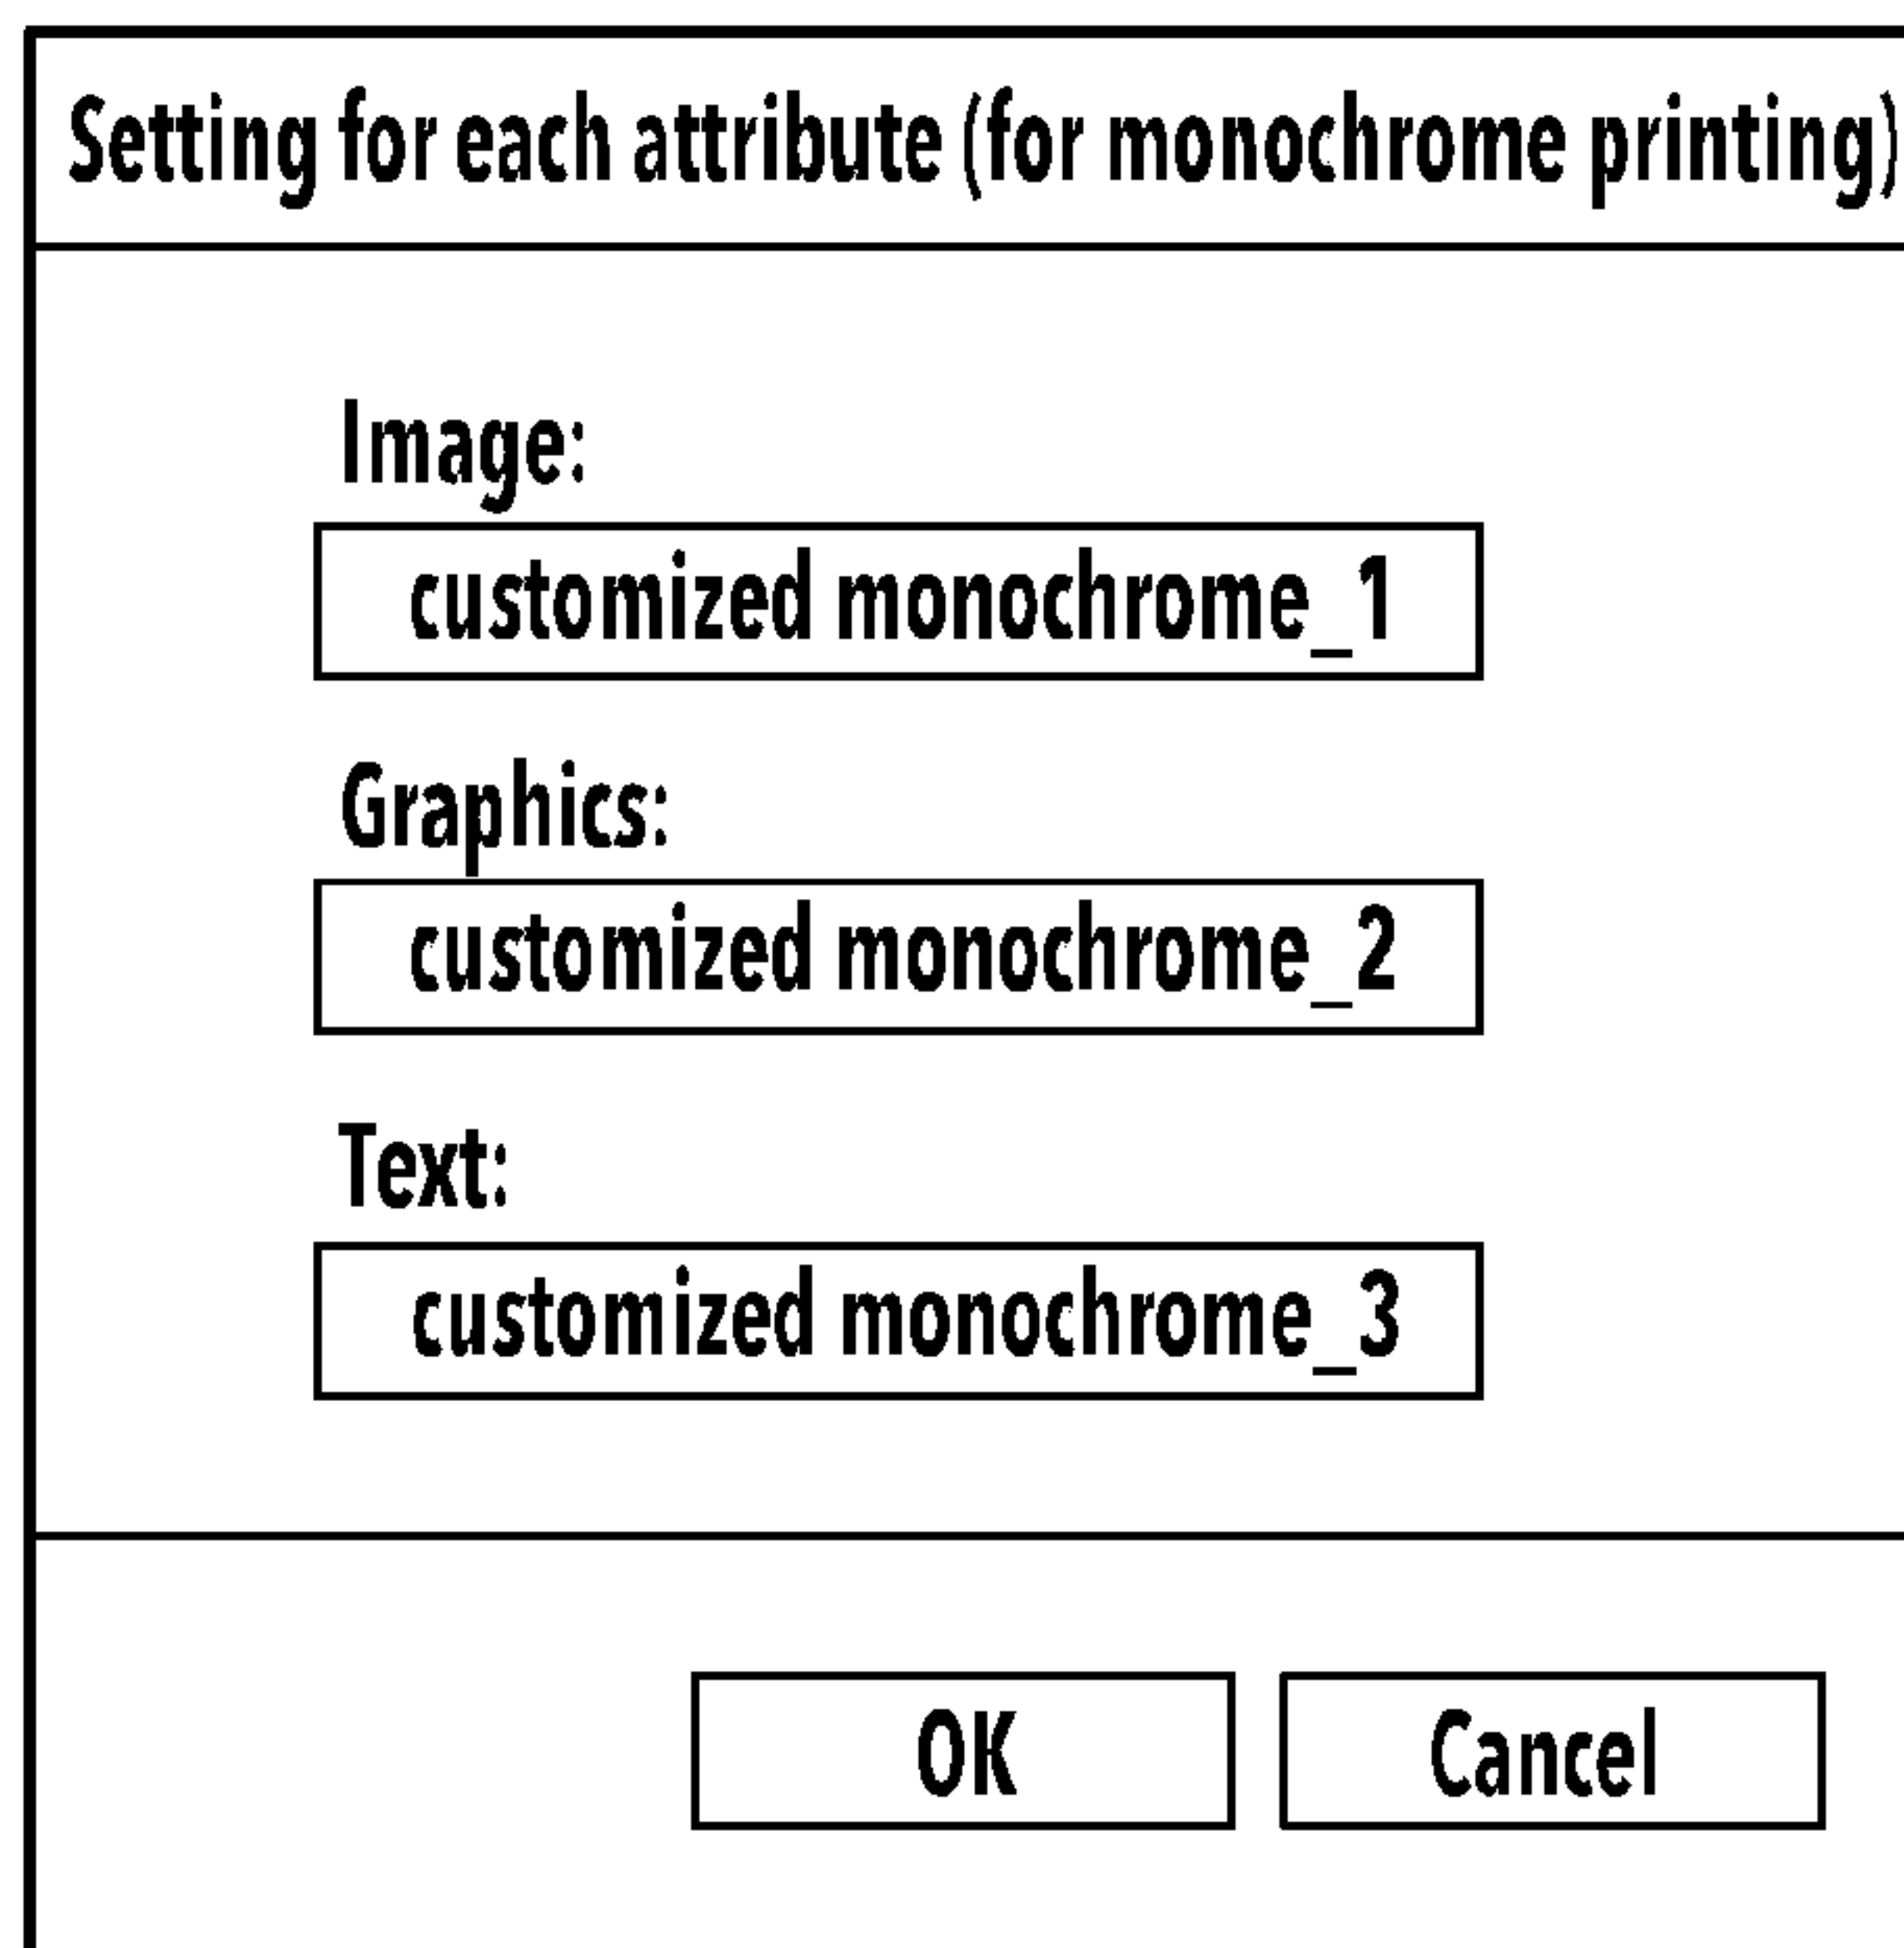 Setting for each attribute (for monochrome printing)
Image:
customized monochrome_1
Graphics:
customized monochrome_2
Text:
customized monochrome_3
OK Cancel